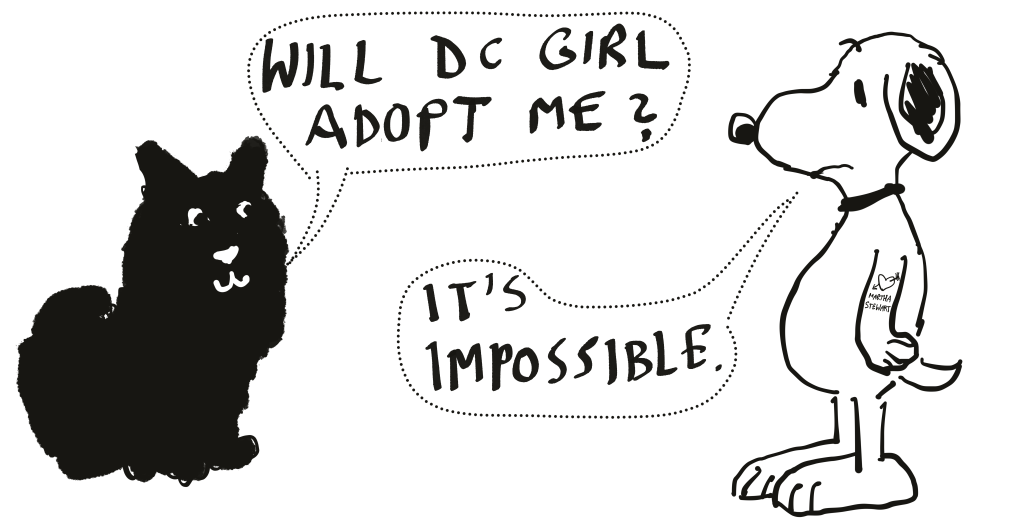 WILL DC GIRL
ADOPT ME?
IT'S
IMPOSSIBLE.
MARTHA
STEWART